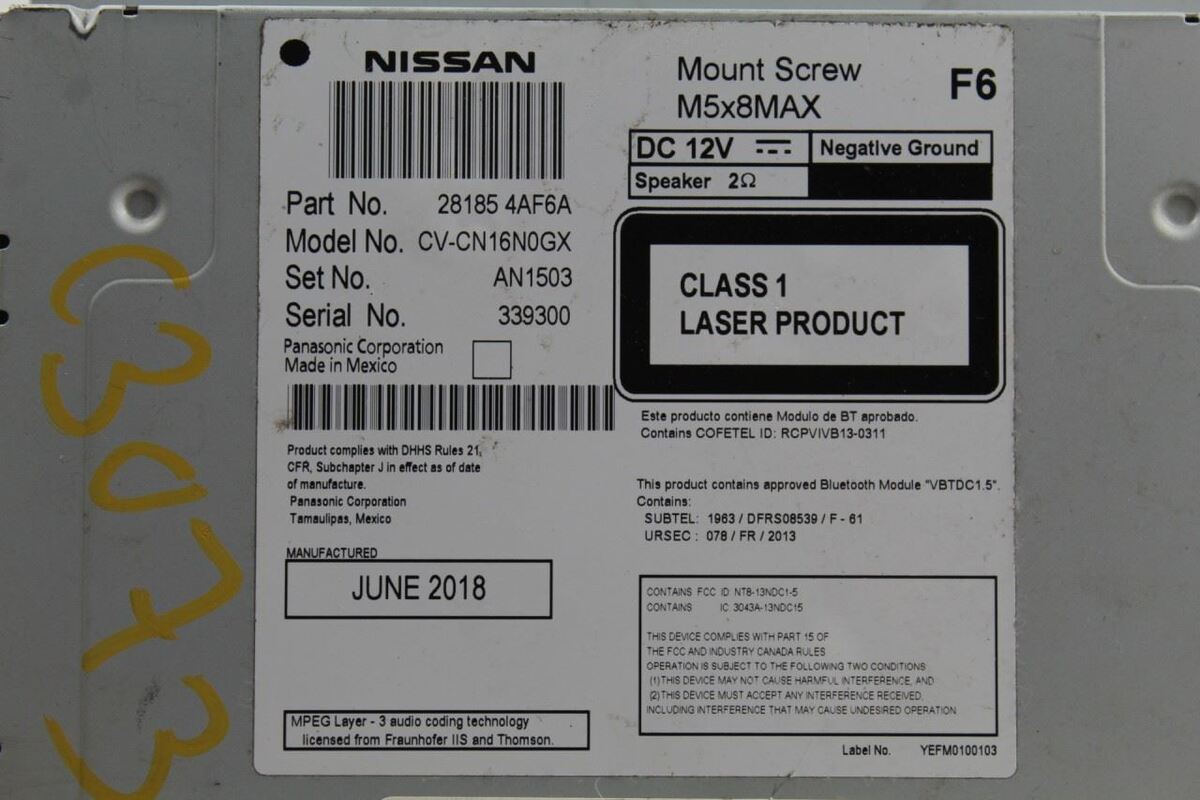 NISSAN
Part No. 28185 4AF6A
Model No. CV-CN16N0GX
Set No. AN1503
Serial No. 339300
Panasonic Corporation
Made in Mexico
Product complies with DHHS Rules 21,
CFR, Subchapter J in effect as of date
of manufacture.
Panasonic Corporation
Tamaulipas, Mexico
MANUFACTURED
JUNE 2018
MPEG Layer - 3 audio coding technology
licensed from Fraunhofer IIS and Thomson.
Mount Screw
M5x8MAX
F6
DC 12V
Negative Ground
Speaker 2Ω
CLASS 1
LASER PRODUCT
Este producto contiene Modulo de BT aprobado.
Contains COFETEL ID: RCPVIVB13-0311
This product contains approved Bluetooth Module "VBTDC1.5".
Contains:
SUBTEL: 1963 / DFRS08539 / F - 61
URSEC : 078 / FR / 2013
CONTAINS FCC ID: NT8-13NDC1-5
CONTAINS IC: 3043A-13NDC15
THIS DEVICE COMPLIES WITH PART 15 OF
THE FCC AND INDUSTRY CANADA RULES
OPERATION IS SUBJECT TO THE FOLLOWING TWO CONDITIONS:
(1)THIS DEVICE MAY NOT CAUSE HARMFUL INTERFERENCE, AND
(2)THIS DEVICE MUST ACCEPT ANY INTERFERENCE RECEIVED,
INCLUDING INTERFERENCE THAT MAY CAUSE UNDESIRED OPERATION
Label No. YEFM0100103
C3073